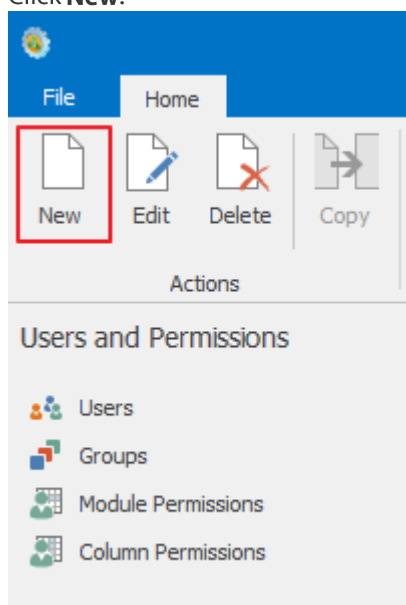 Click New.
File Home
New Edit Delete Copy
Actions
Users and Permissions
Users
Groups
Module Permissions
Column Permissions